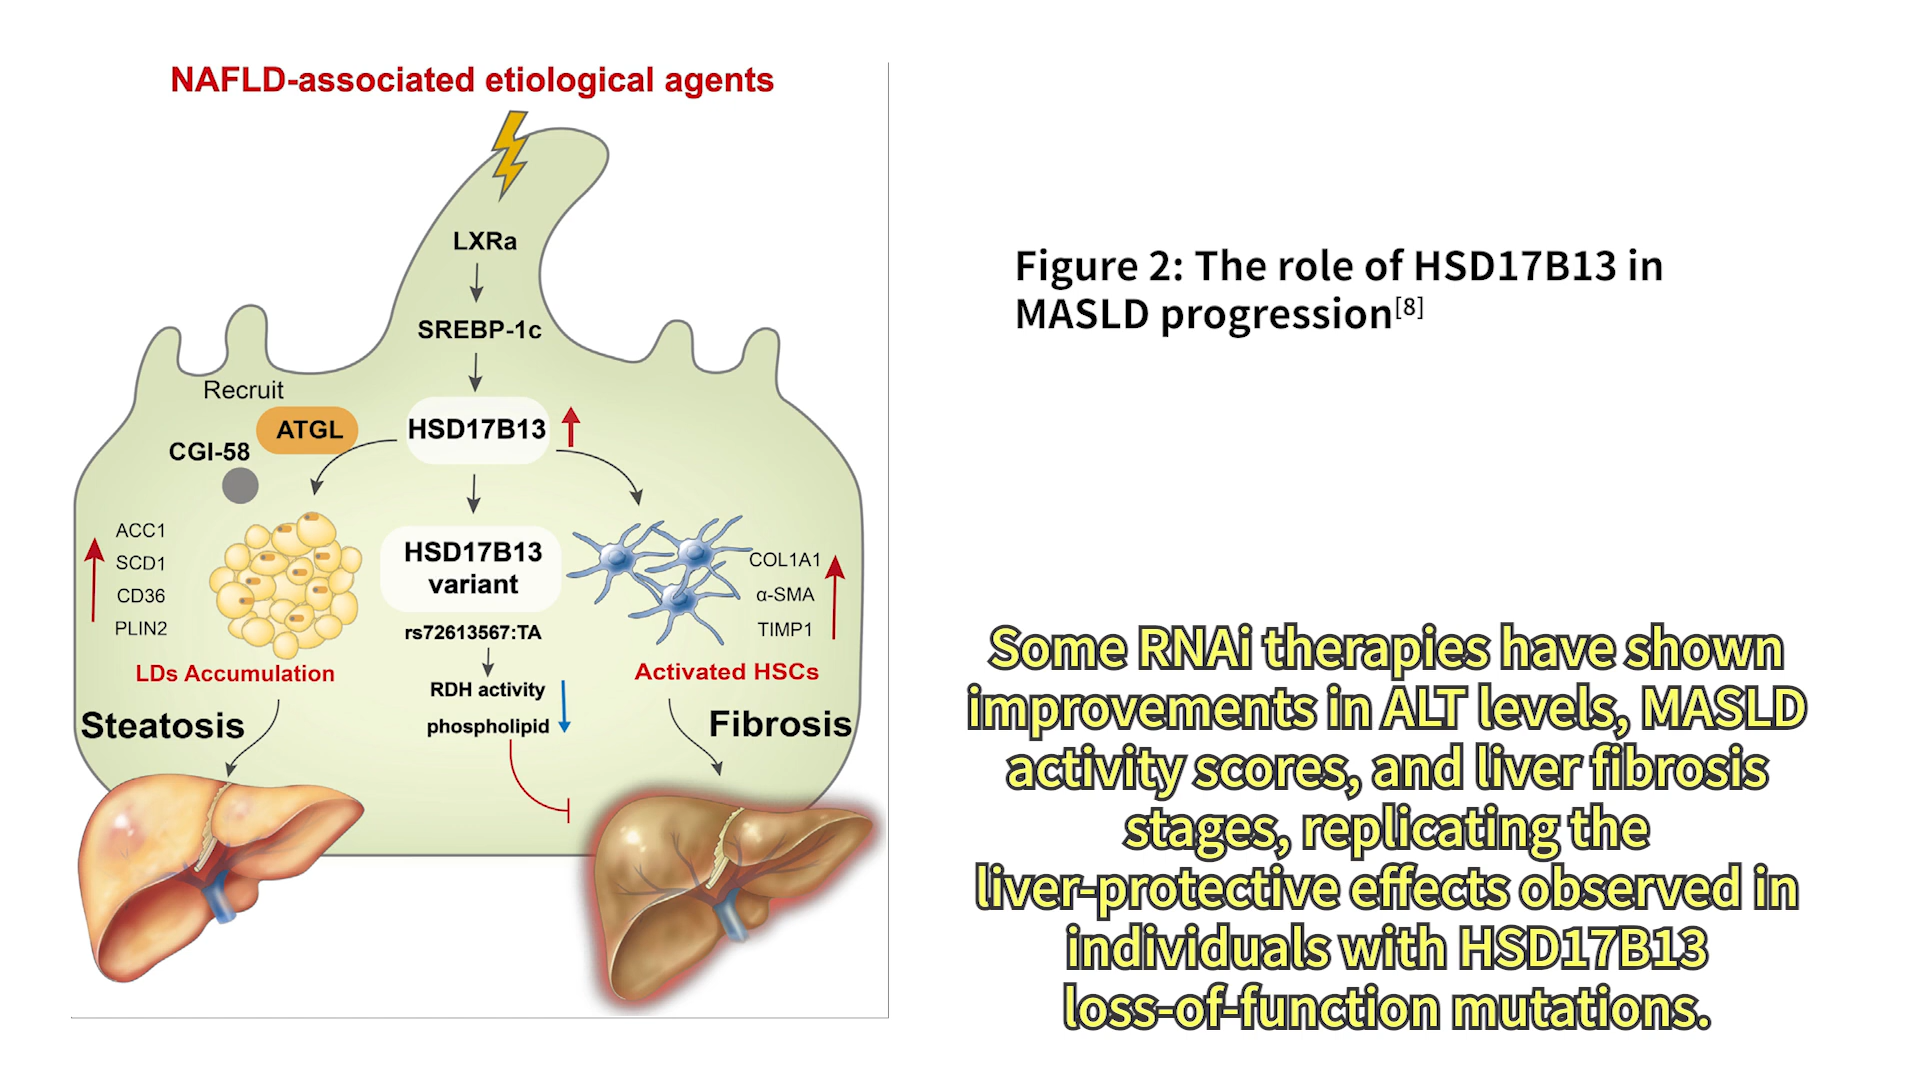 NAFLD-associated etiological agents
LXRa
SREBP-1c
Recruit
ATGL
CGI-58
HSD17B13
ACC1
SCD1
CD36
PLIN2
LDs Accumulation
Steatosis
HSD17B13
variant
rs72613567:TA
RDH activity
phospholipid
COL1A1
α-SMA
TIMP1
Activated HSCs
Fibrosis
Figure 2: The role of HSD17B13 in
MASLD progression[8]
Some RNAi therapies have shown
improvements in ALT levels, MASLD
activity scores, and liver fibrosis
stages, replicating the
liver-protective effects observed in
individuals with HSD17B13
loss-of-function mutations.